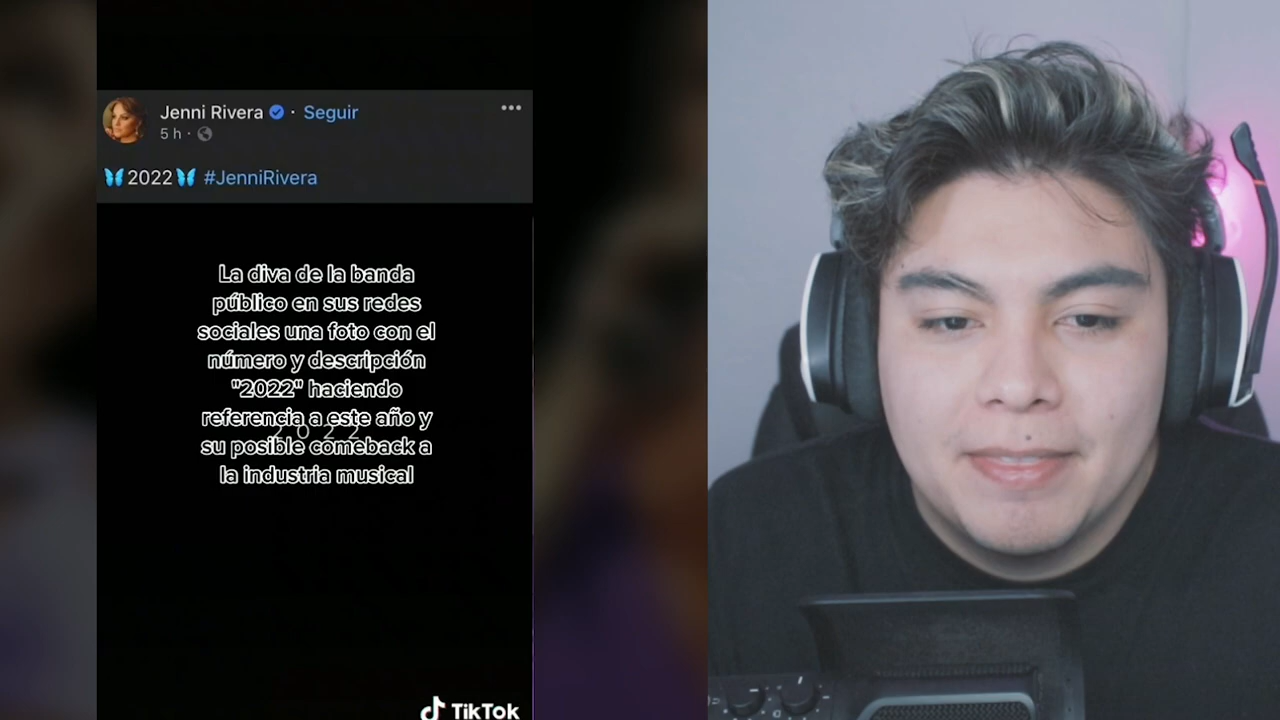 Jenni Rivera · Seguir
5 h ·
2022 #JenniRivera
La diva de la banda
público en sus redes
sociales una foto con el
número y descripción
"2022" haciendo
referencia a este año y
su posible comeback a
la industria musical
2022
TikTok